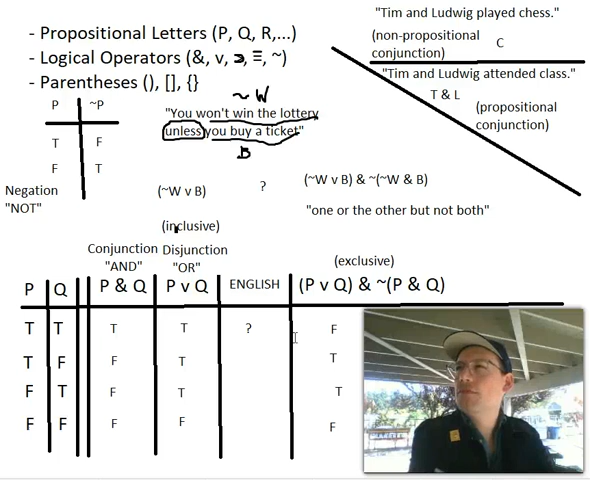 - Propositional Letters (P, Q, R,...)
- Logical Operators (&, v, ⊃, ≡, ~)
- Parentheses (), [], {}
"Tim and Ludwig played chess."
(non-propositional
conjunction) C
"Tim and Ludwig attended class."
T & L
(propositional
conjunction)
P ~P
T F
F T
Negation
"NOT"
~W
"You won't win the lottery
unless you buy a ticket"
B
(~W v B) ? (~W v B) & ~(~W & B)
(inclusive) "one or the other but not both"
Conjunction Disjunction
"AND" "OR" (exclusive)
P Q P & Q P v Q ENGLISH (P v Q) & ~(P & Q)
T T T T ? F
T F F T T
F T F T T
F F F F F